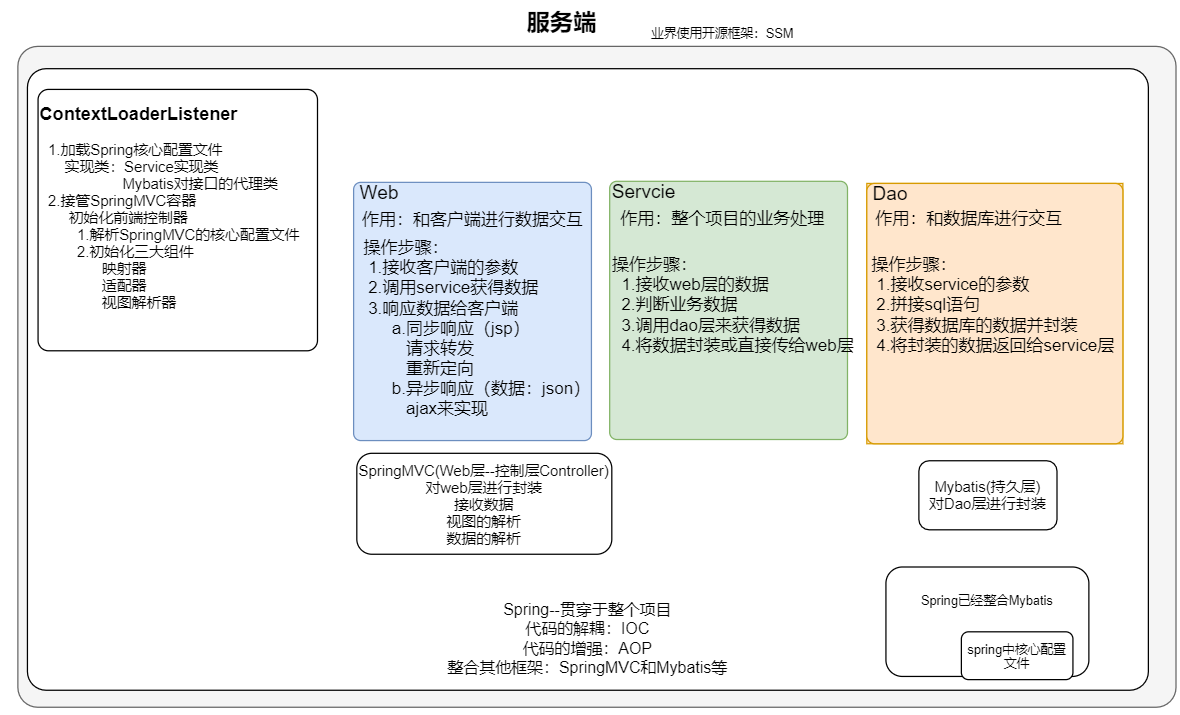 服务端
业界使用开源框架：SSM
ContextLoaderListener
1.加载Spring核心配置文件
实现类：Service实现类
Mybatis对接口的代理类
2.接管SpringMVC容器
初始化前端控制器
1.解析SpringMVC的核心配置文件
2.初始化三大组件
映射器
适配器
视图解析器
Web
作用：和客户端进行数据交互
操作步骤：
1.接收客户端的参数
2.调用service获得数据
3.响应数据给客户端
a.同步响应（jsp）
请求转发
重新定向
b.异步响应（数据：json）
ajax来实现
Servcie
作用：整个项目的业务处理
操作步骤：
1.接收web层的数据
2.判断业务数据
3.调用dao层来获得数据
4.将数据封装或直接传给web层
Dao
作用：和数据库进行交互
操作步骤：
1.接收service的参数
2.拼接sql语句
3.获得数据库的数据并封装
4.将封装的数据返回给service层
SpringMVC(Web层--控制层Controller)
对web层进行封装
接收数据
视图的解析
数据的解析
Mybatis(持久层)
对Dao层进行封装
Spring已经整合Mybatis
spring中核心配置
文件
Spring--贯穿于整个项目
代码的解耦：IOC
代码的增强：AOP
整合其他框架：SpringMVC和Mybatis等